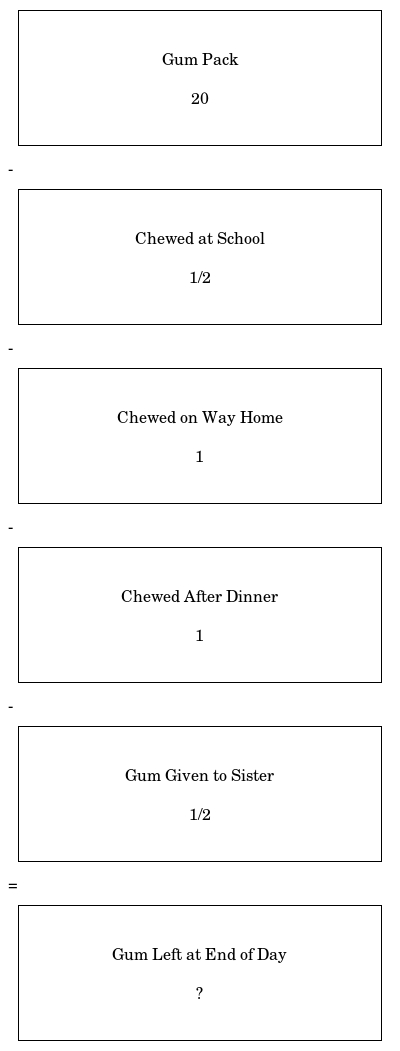 Gum Pack
20
-
Chewed at School
1/2
-
Chewed on Way Home
1
-
Chewed After Dinner
1
-
Gum Given to Sister
1/2
=
Gum Left at End of Day
?